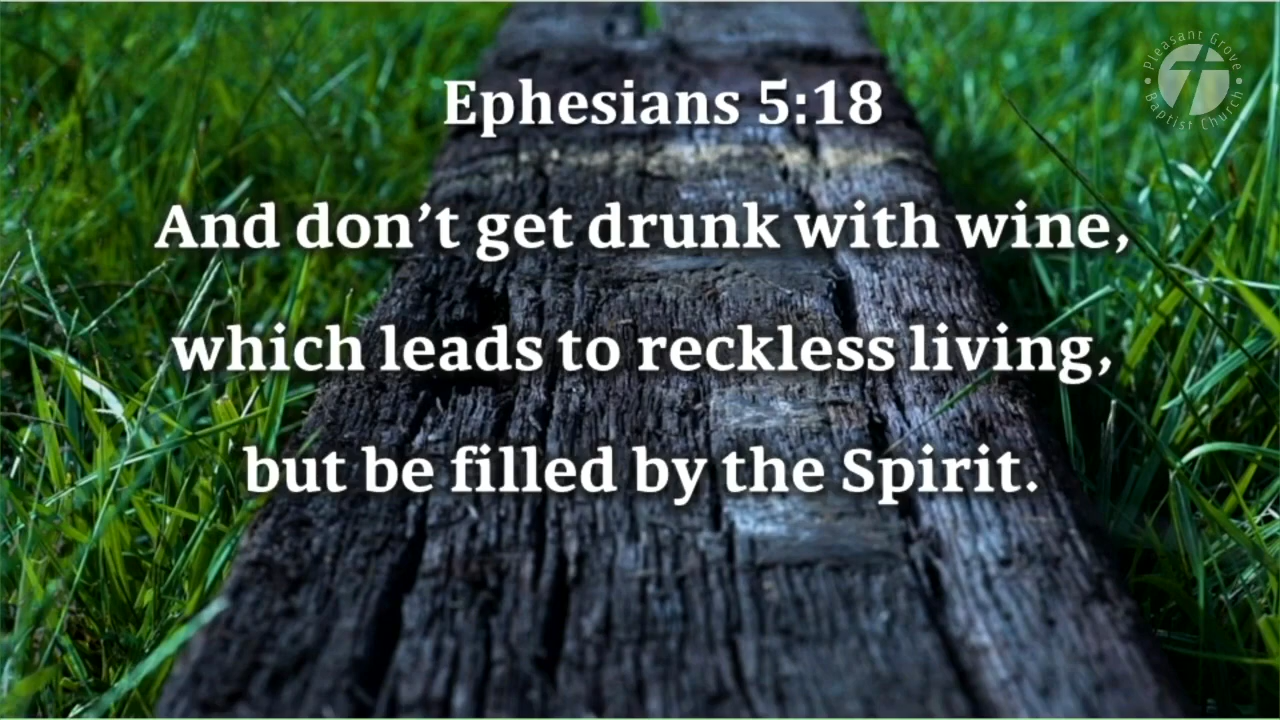 Ephesians 5:18
And don’t get drunk with wine,
which leads to reckless living,
but be filled by the Spirit.
Pleasant Grove
Baptist Church